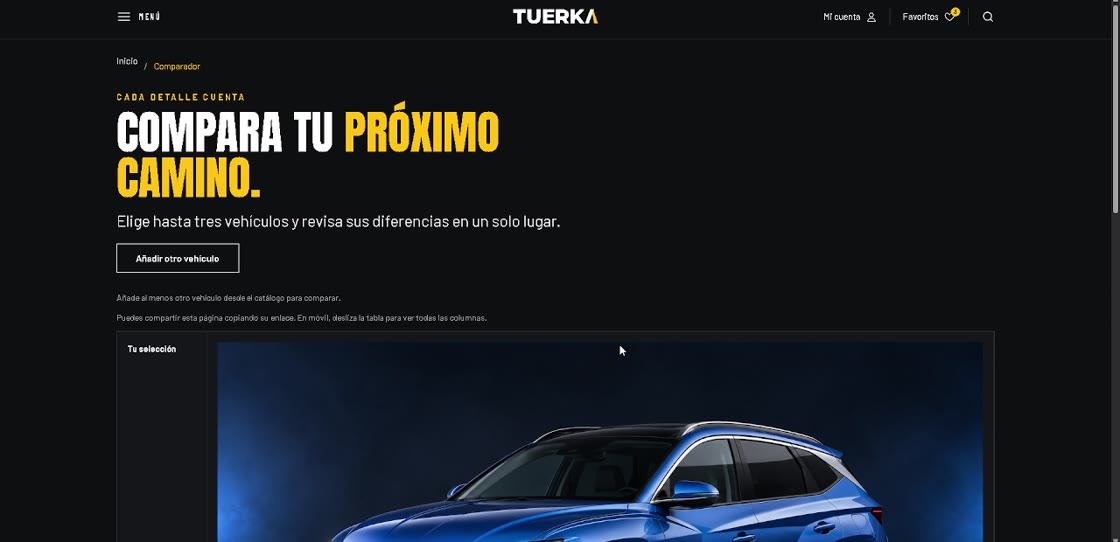 MENÚ
TUERKA
Mi cuenta
Favoritos
3
Inicio / Comparador
CADA DETALLE CUENTA
COMPARA TU PRÓXIMO
CAMINO.
Elige hasta tres vehículos y revisa sus diferencias en un solo lugar.
Añadir otro vehículo
Añade al menos otro vehículo desde el catálogo para comparar.
Puedes compartir esta página copiando su enlace. En móvil, desliza la tabla para ver todas las columnas.
Tu selección